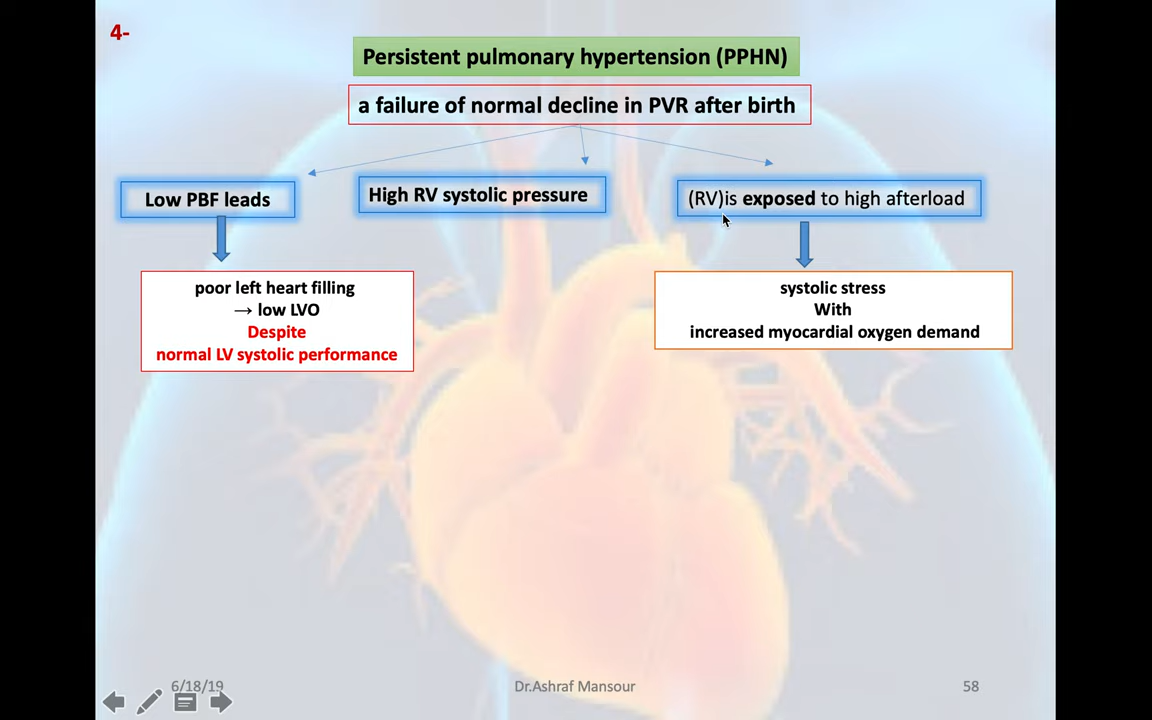 4-
Persistent pulmonary hypertension (PPHN)
a failure of normal decline in PVR after birth
Low PBF leads
High RV systolic pressure
(RV)is exposed to high afterload
poor left heart filling
→ low LVO
Despite
normal LV systolic performance
systolic stress
With
increased myocardial oxygen demand
6/18/19
Dr.Ashraf Mansour
58